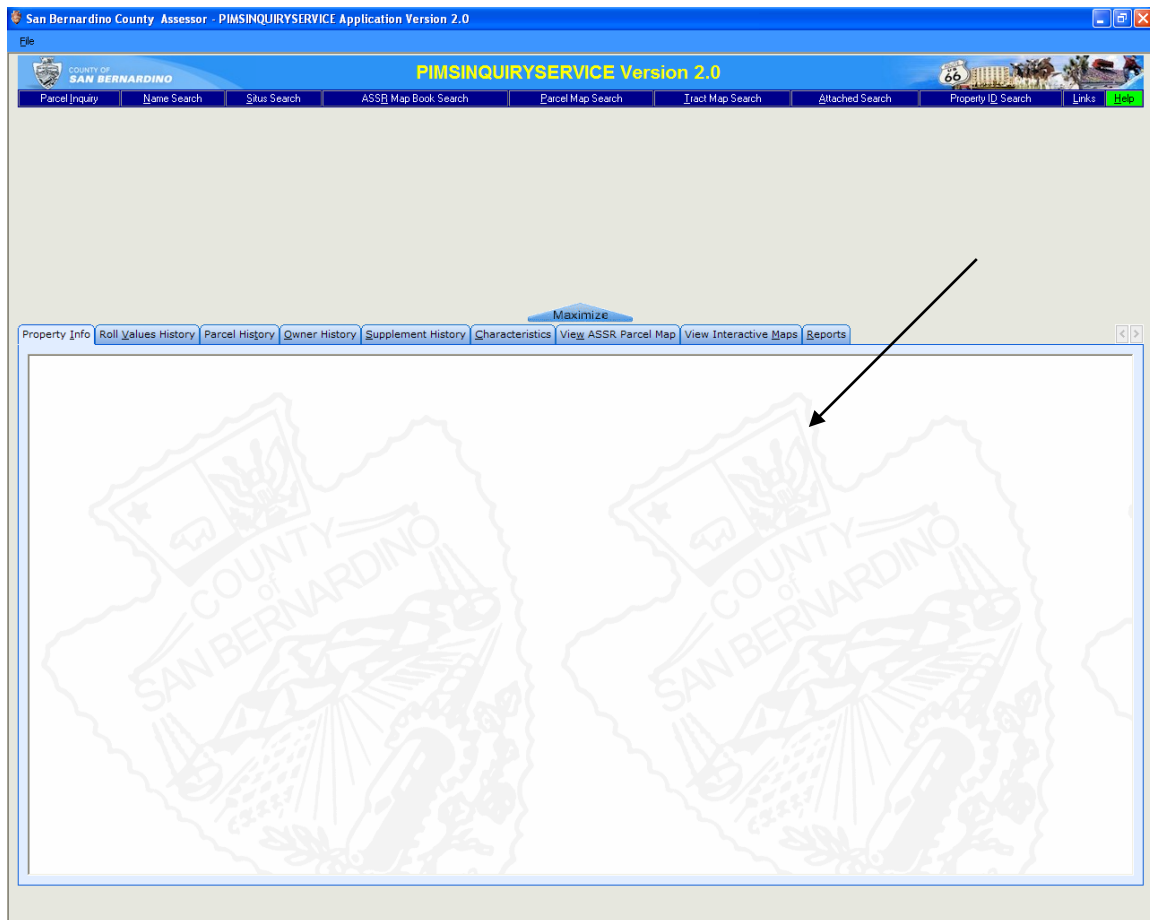 San Bernardino County Assessor - PIMSINQUIRYSERVICE Application Version 2.0
File
COUNTY OF
SAN BERNARDINO
PIMSINQUIRYSERVICE Version 2.0
US
66
Parcel Inquiry Name Search Situs Search ASSR Map Book Search Parcel Map Search Tract Map Search Attached Search Property ID Search Links Help
Maximize
Property Info Roll Values History Parcel History Owner History Supplement History Characteristics View ASSR Parcel Map View Interactive Maps Reports
COUNTY
of
SAN BERNARDINO
COUNTY
of
SAN BERNARDINO